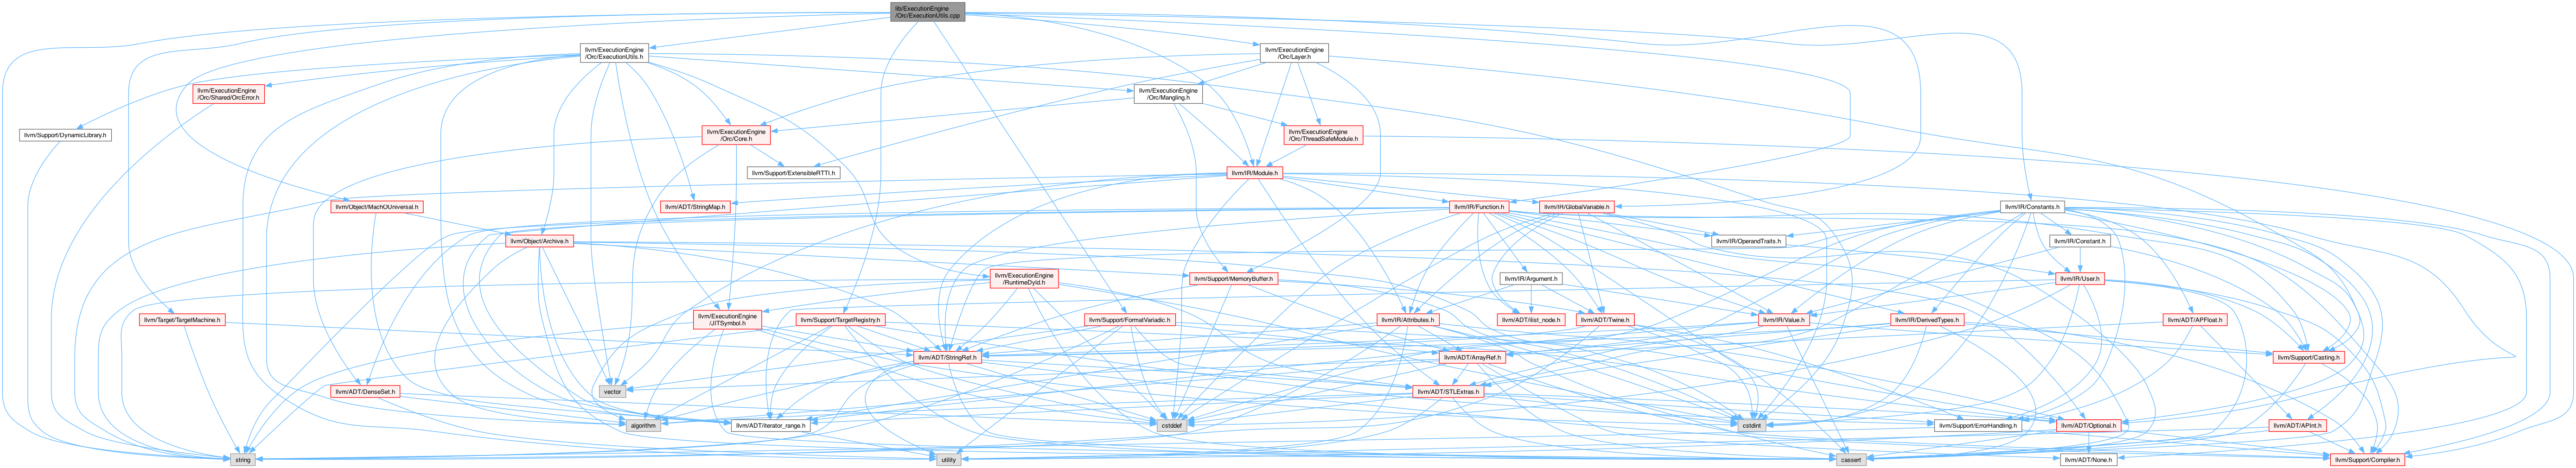 lib/ExecutionEngine
/Orc/ExecutionUtils.cpp
llvm/ExecutionEngine
/Orc/ExecutionUtils.h
llvm/ExecutionEngine
/Orc/Layer.h
llvm/ExecutionEngine
/Orc/Shared/OrcError.h
llvm/ExecutionEngine
/Orc/Mangling.h
llvm/Support/DynamicLibrary.h
llvm/ExecutionEngine
/Orc/Core.h
llvm/ExecutionEngine
/Orc/ThreadSafeModule.h
llvm/Support/ExtensibleRTTI.h
llvm/IR/Module.h
llvm/Object/MachOUniversal.h
llvm/ADT/StringMap.h
llvm/IR/Function.h
llvm/IR/GlobalVariable.h
llvm/IR/Constants.h
llvm/Object/Archive.h
llvm/IR/OperandTraits.h
llvm/IR/Constant.h
llvm/ExecutionEngine
/RuntimeDyld.h
llvm/Support/MemoryBuffer.h
llvm/IR/Argument.h
llvm/IR/User.h
llvm/Target/TargetMachine.h
llvm/ExecutionEngine
/JITSymbol.h
llvm/Support/TargetRegistry.h
llvm/Support/FormatVariadic.h
llvm/IR/Attributes.h
llvm/ADT/ilist_node.h
llvm/ADT/Twine.h
llvm/IR/Value.h
llvm/IR/DerivedTypes.h
llvm/ADT/APFloat.h
llvm/ADT/StringRef.h
llvm/ADT/ArrayRef.h
llvm/Support/Casting.h
llvm/ADT/DenseSet.h
vector
llvm/ADT/STLExtras.h
algorithm
llvm/ADT/iterator_range.h
cstddef
cstdint
llvm/Support/ErrorHandling.h
llvm/ADT/Optional.h
llvm/ADT/APInt.h
string
utility
cassert
llvm/ADT/None.h
llvm/Support/Compiler.h